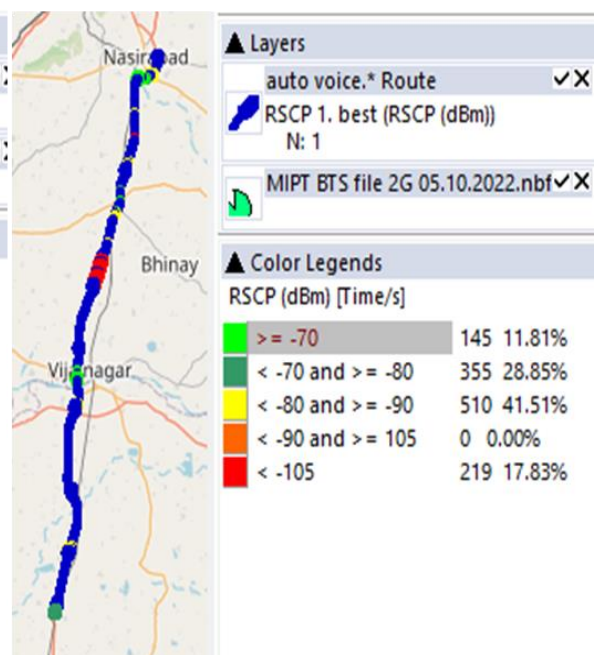 Nasirabad
Bhinay
Vijaynagar
Layers
auto voice.* Route
RSCP 1. best (RSCP (dBm))
N: 1
MIPT BTS file 2G 05.10.2022.nbf
Color Legends
RSCP (dBm) [Time/s]
>= -70 145 11.81%
< -70 and >= -80 355 28.85%
< -80 and >= -90 510 41.51%
< -90 and >= 105 0 0.00%
< -105 219 17.83%